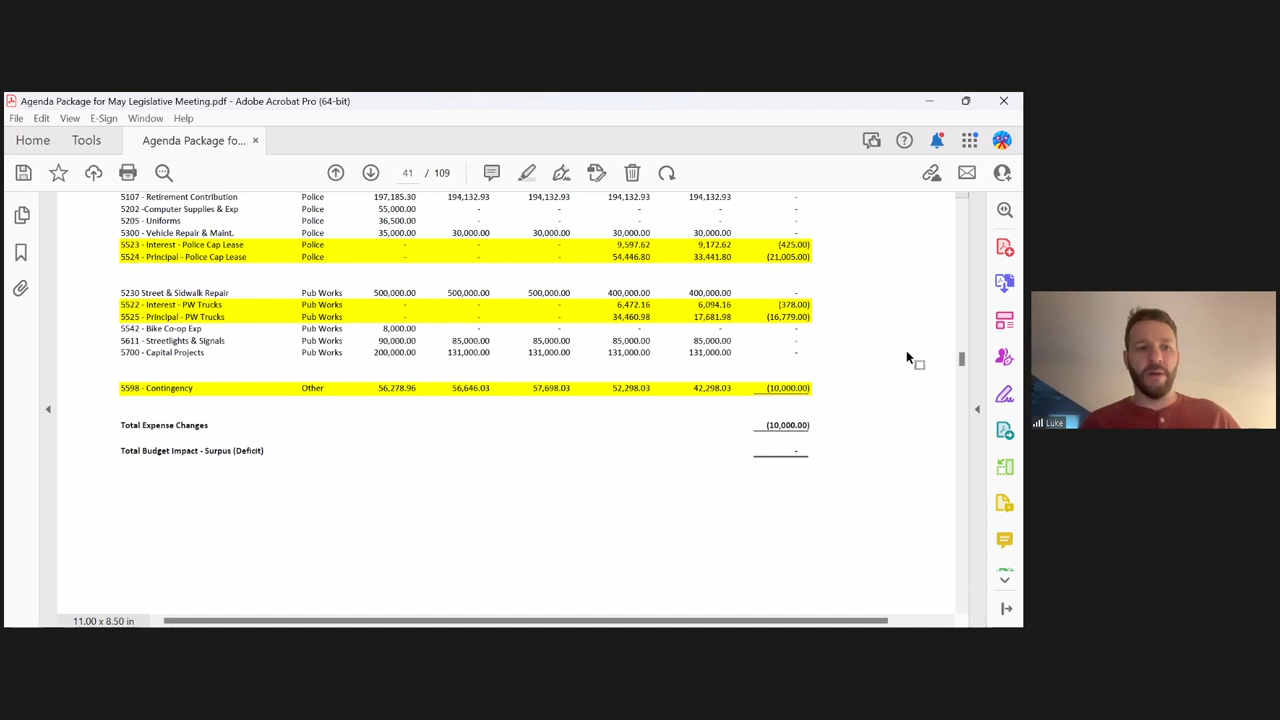 Agenda Package for May Legislative Meeting.pdf - Adobe Acrobat Pro (64-bit)
File Edit View E-Sign Window Help
Home Tools Agenda Package fo... ×
41 / 109
5107 - Retirement Contribution Police 197,185.30 194,132.93 194,132.93 194,132.93 194,132.93 -
5202 -Computer Supplies & Exp Police 55,000.00 - - - - -
5205 - Uniforms Police 36,500.00 - - - - -
5300 - Vehicle Repair & Maint. Police 35,000.00 30,000.00 30,000.00 30,000.00 30,000.00 -
5523 - Interest - Police Cap Lease Police - - - 9,597.62 9,172.62 (425.00)
5524 - Principal - Police Cap Lease Police - - - 54,446.80 33,441.80 (21,005.00)
5230 Street & Sidwalk Repair Pub Works 500,000.00 500,000.00 500,000.00 400,000.00 400,000.00 -
5522 - Interest - PW Trucks Pub Works - - - 6,472.16 6,094.16 (378.00)
5525 - Principal - PW Trucks Pub Works - - - 34,460.98 17,681.98 (16,779.00)
5542 - Bike Co-op Exp Pub Works 8,000.00 - - - - -
5611 - Streetlights & Signals Pub Works 90,000.00 85,000.00 85,000.00 85,000.00 85,000.00 -
5700 - Capital Projects Pub Works 200,000.00 131,000.00 131,000.00 131,000.00 131,000.00 -
5598 - Contingency Other 56,278.96 56,646.03 57,698.03 52,298.03 42,298.03 (10,000.00)
Total Expense Changes (10,000.00)
Total Budget Impact - Surpus (Deficit) -
11.00 x 8.50 in
Luke